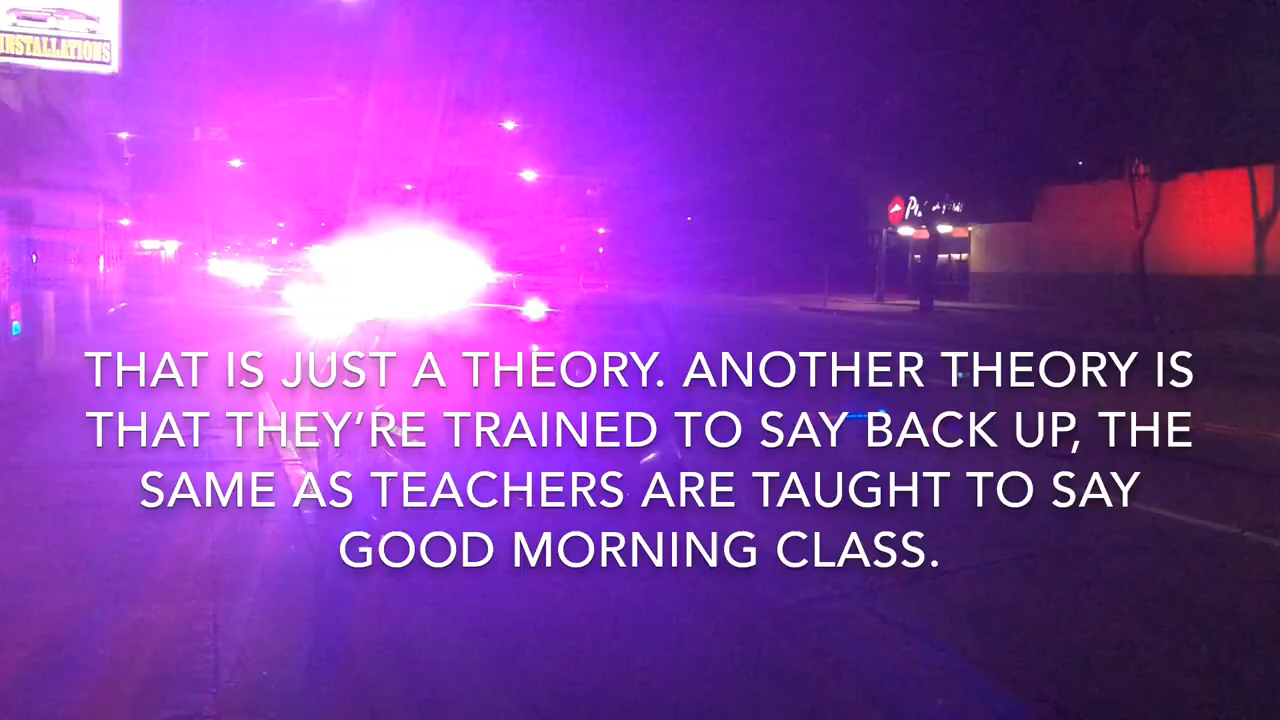 INSTALLATIONS
THAT IS JUST A THEORY. ANOTHER THEORY IS
THAT THEY’RE TRAINED TO SAY BACK UP, THE
SAME AS TEACHERS ARE TAUGHT TO SAY
GOOD MORNING CLASS.